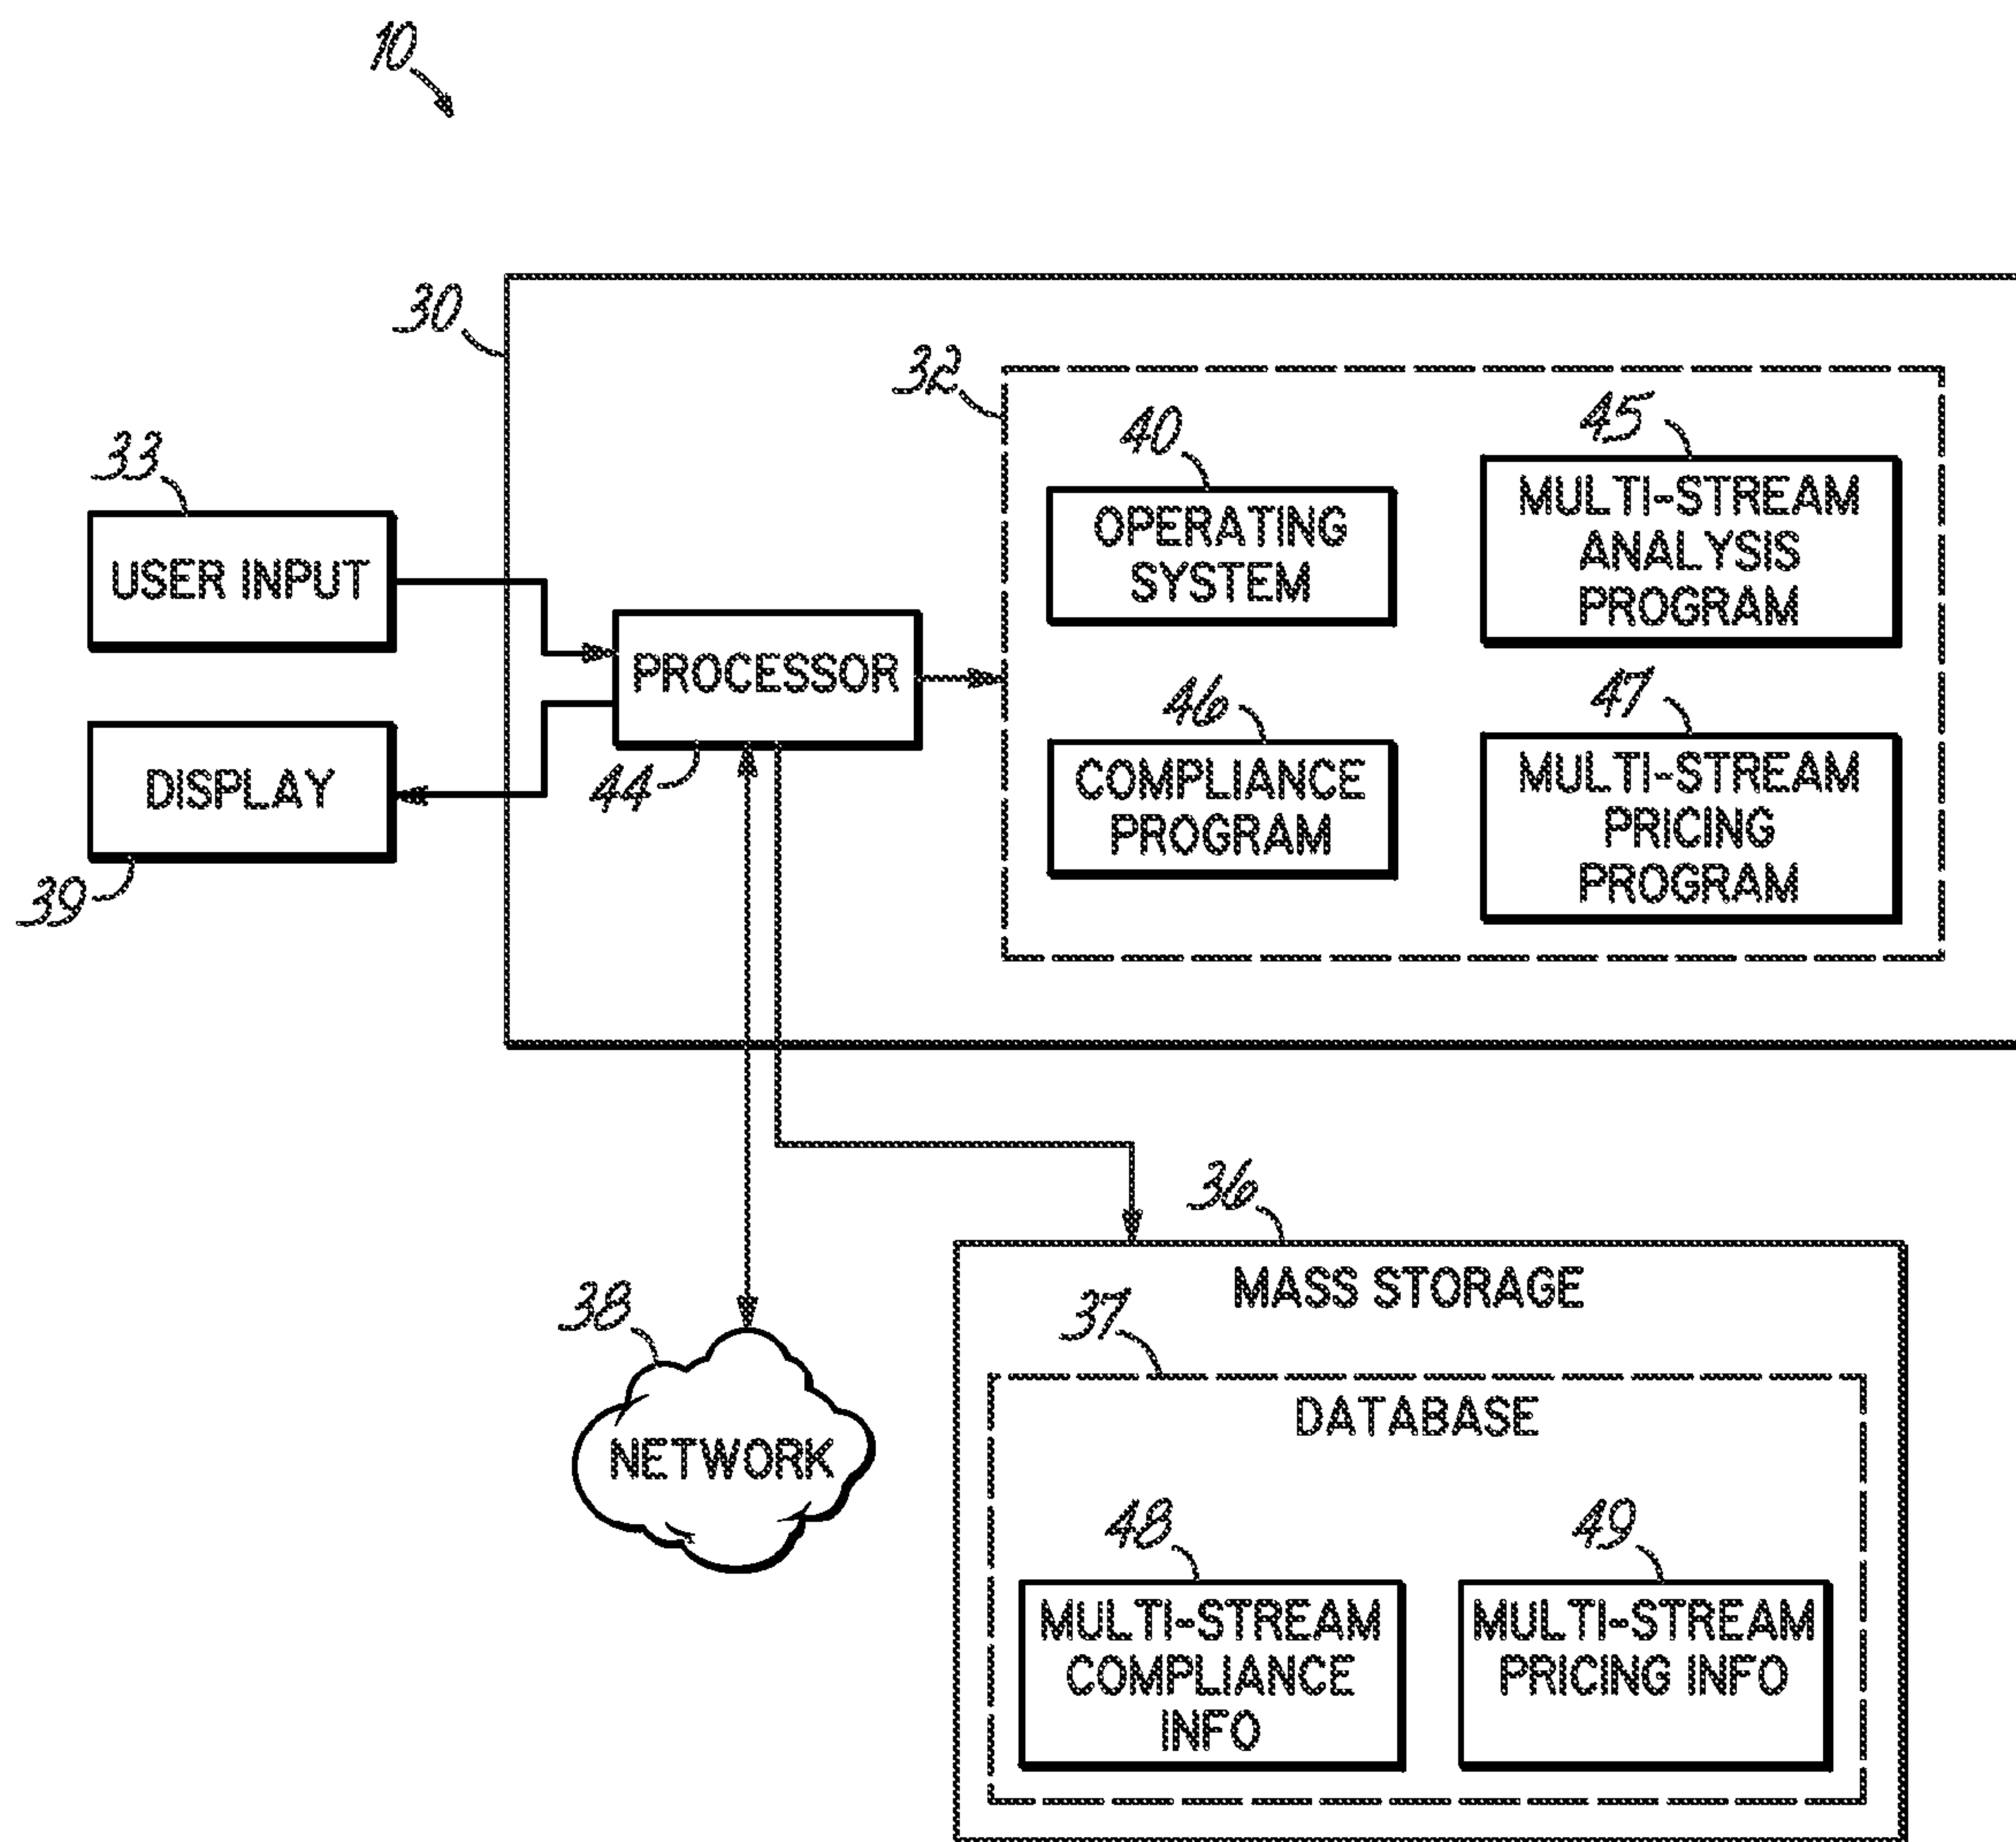 10
30
32
33
USER INPUT
40
OPERATING
SYSTEM
45
MULTI-STREAM
ANALYSIS
PROGRAM
PROCESSOR
44
DISPLAY
39
46
COMPLIANCE
PROGRAM
47
MULTI-STREAM
PRICING
PROGRAM
38
NETWORK
36
MASS STORAGE
37
DATABASE
48
MULTI-STREAM
COMPLIANCE
INFO
49
MULTI-STREAM
PRICING INFO